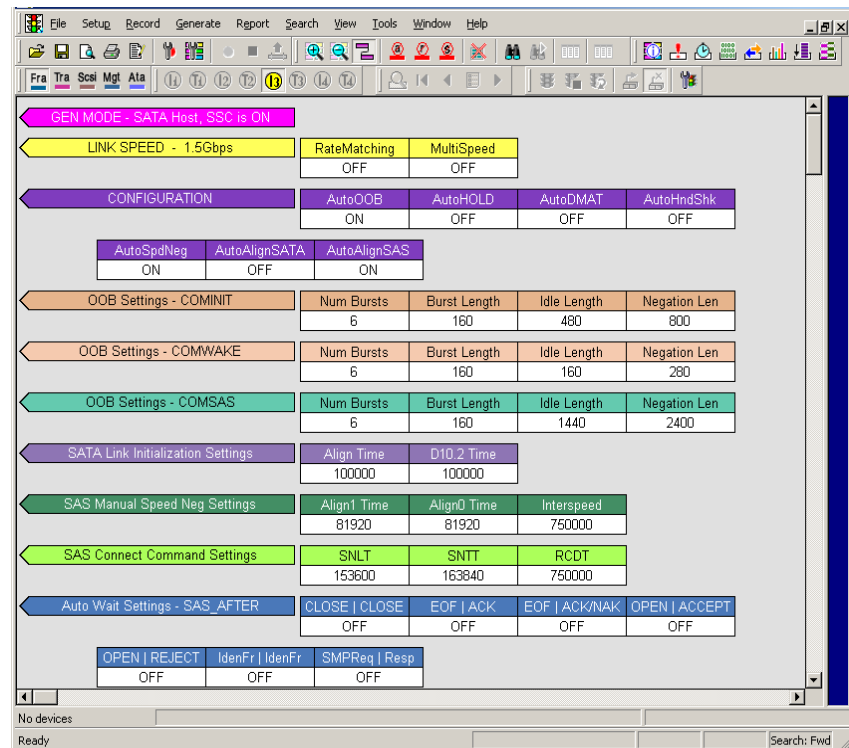 File Setup Record Generate Report Search View Tools Window Help
Fra Tra Scsi Mgt Ata I1 T1 I2 T2 I3 T3 I4 T4
GEN MODE - SATA Host, SSC is ON
LINK SPEED - 1.5Gbps RateMatching MultiSpeed
OFF OFF
CONFIGURATION AutoOOB AutoHOLD AutoDMAT AutoHndShk
ON OFF OFF OFF
AutoSpdNeg AutoAlignSATA AutoAlignSAS
ON OFF ON
OOB Settings - COMINIT Num Bursts Burst Length Idle Length Negation Len
6 160 480 800
OOB Settings - COMWAKE Num Bursts Burst Length Idle Length Negation Len
6 160 160 280
OOB Settings - COMSAS Num Bursts Burst Length Idle Length Negation Len
6 160 1440 2400
SATA Link Initialization Settings Align Time D10.2 Time
100000 100000
SAS Manual Speed Neg Settings Align1 Time Align0 Time Interspeed
81920 81920 750000
SAS Connect Command Settings SNLT SNTT RCDT
153600 163840 750000
Auto Wait Settings - SAS_AFTER CLOSE | CLOSE EOF | ACK EOF | ACK/NAK OPEN | ACCEPT
OFF OFF OFF OFF
OPEN | REJECT IdenFr | IdenFr SMPReq | Resp
OFF OFF OFF
No devices
Ready Search: Fwd